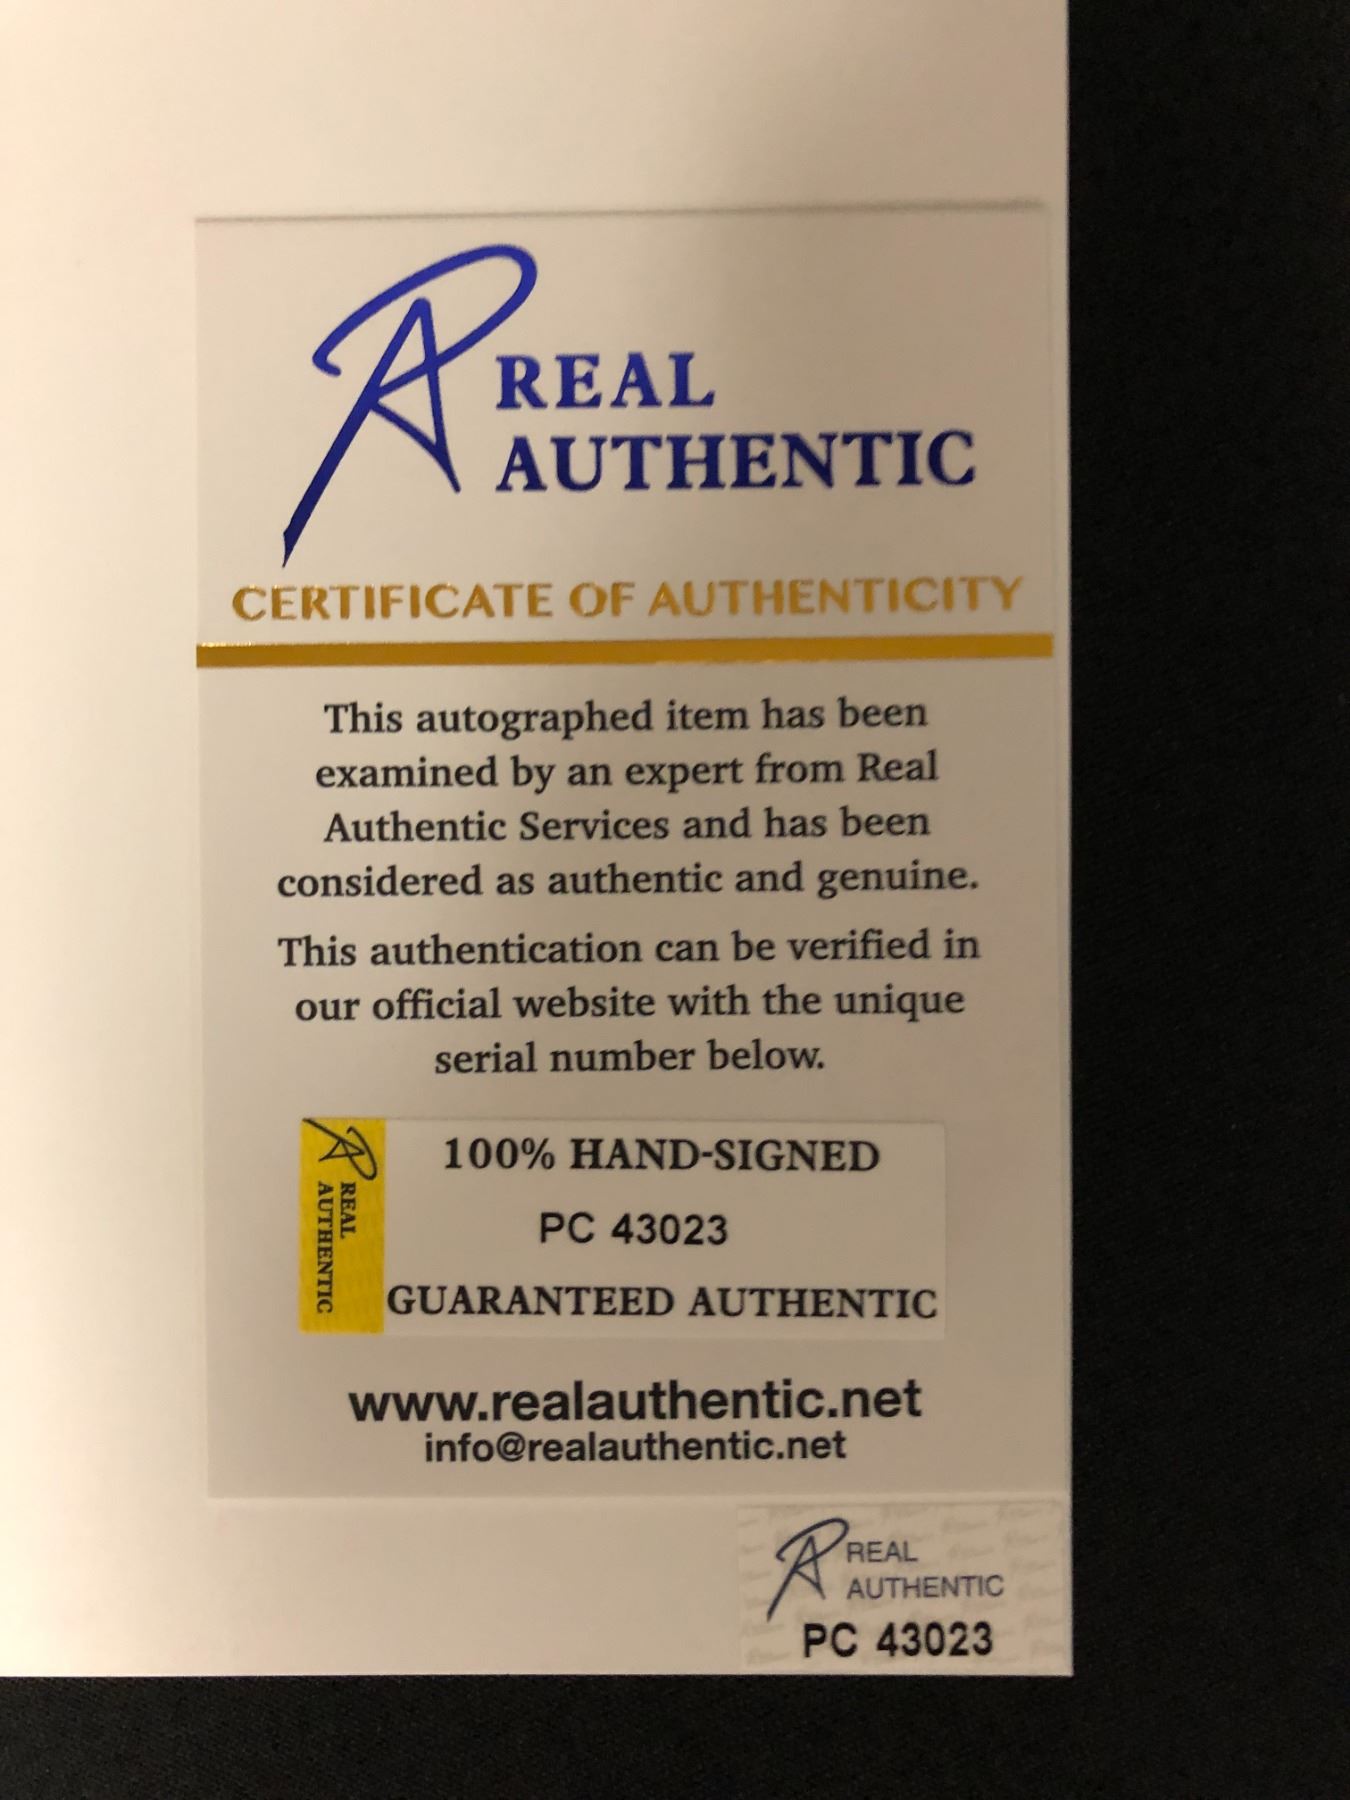 REAL
AUTHENTIC
CERTIFICATE OF AUTHENTICITY
This autographed item has been
examined by an expert from Real
Authentic Services and has been
considered as authentic and genuine.
This authentication can be verified in
our official website with the unique
serial number below.
REAL
AUTHENTIC
100% HAND-SIGNED
PC 43023
GUARANTEED AUTHENTIC
www.realauthentic.net
info@realauthentic.net
REAL
AUTHENTIC
PC 43023